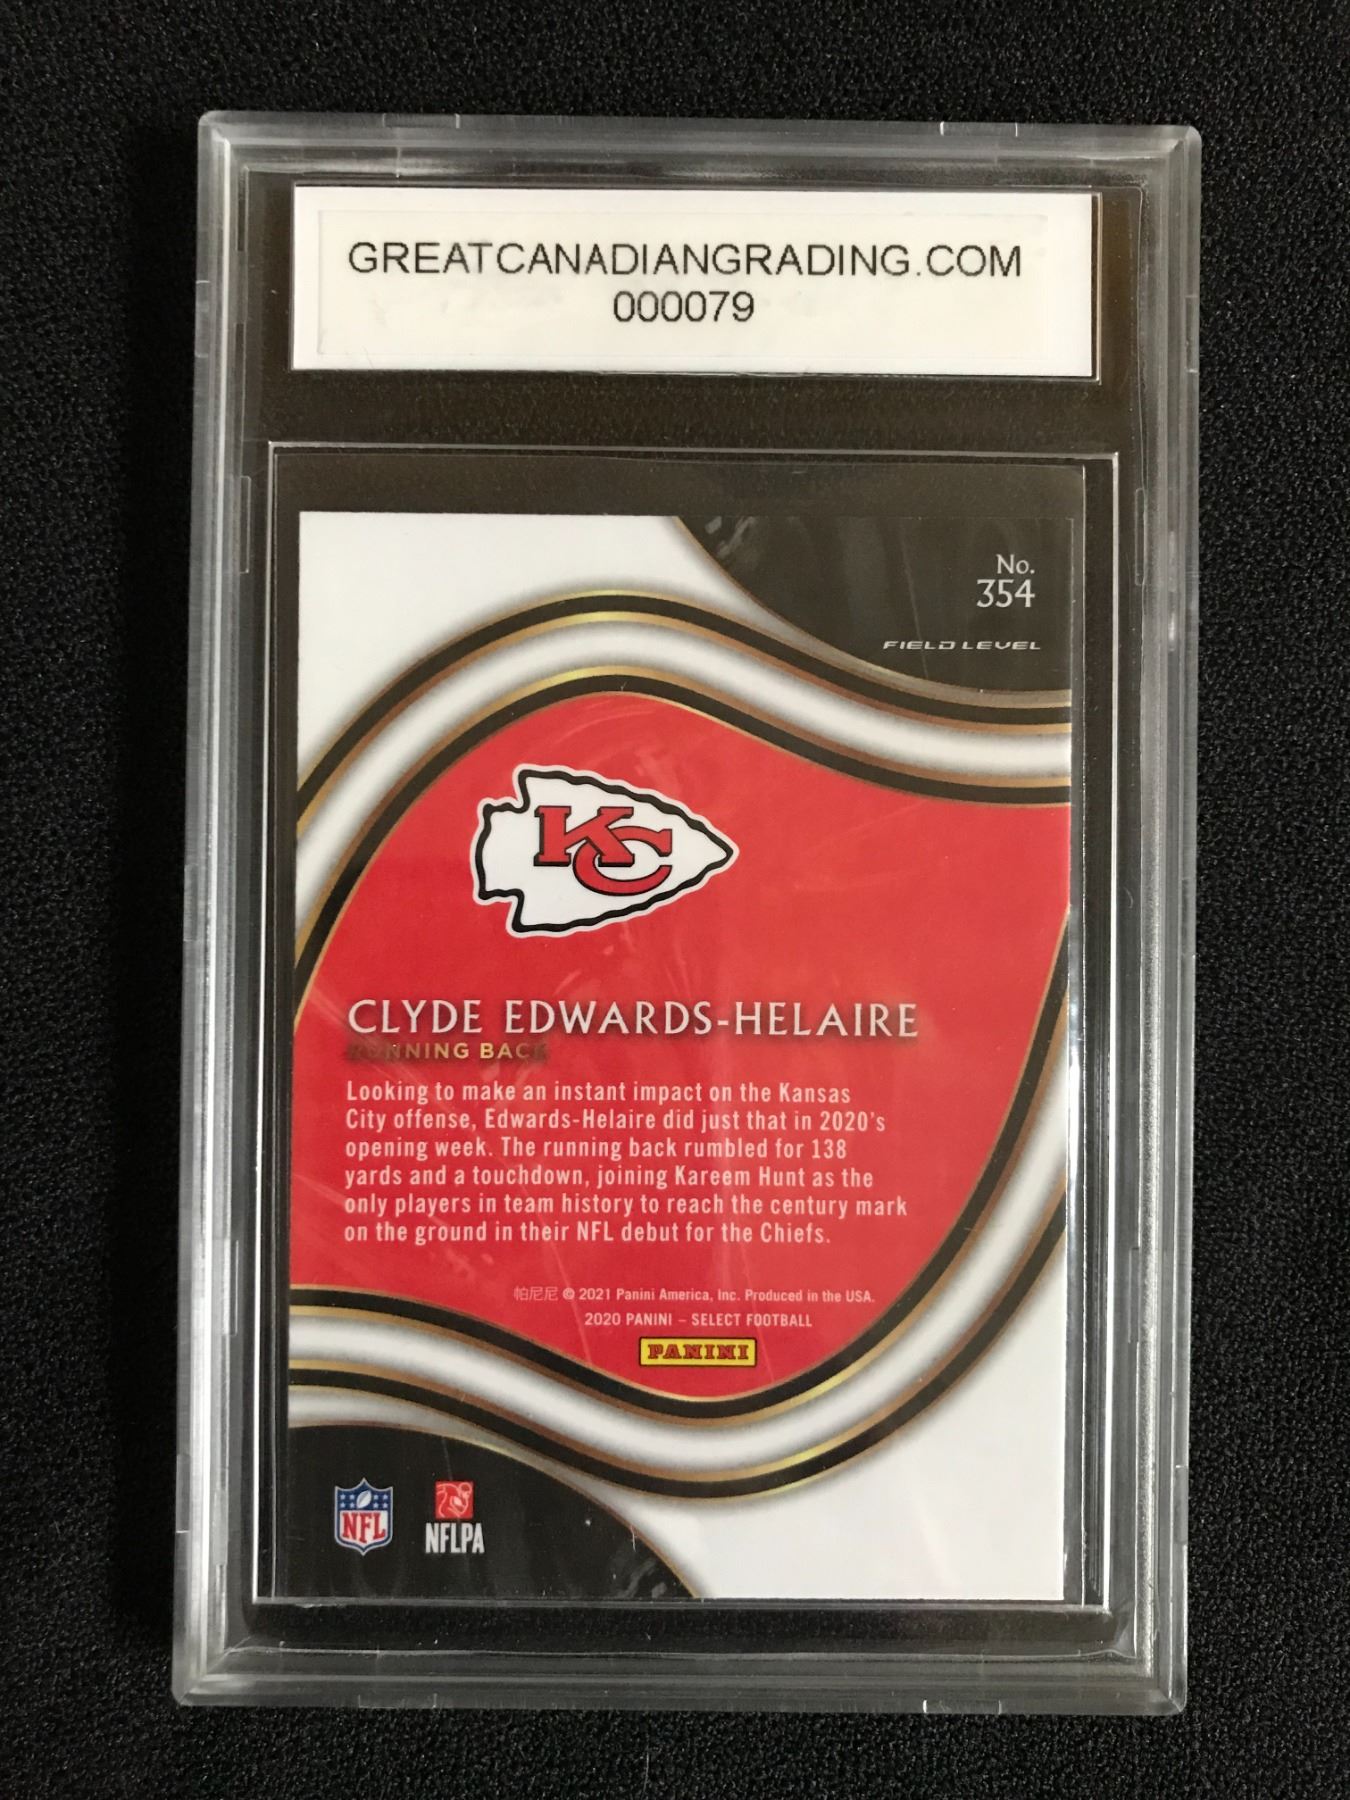 GREATCANADIANGRADING.COM
000079
No.
354
FIELD LEVEL
KC
CLYDE EDWARDS-HELAIRE
RUNNING BACK
Looking to make an instant impact on the Kansas
City offense, Edwards-Helaire did just that in 2020's
opening week. The running back rumbled for 138
yards and a touchdown, joining Kareem Hunt as the
only players in team history to reach the century mark
on the ground in their NFL debut for the Chiefs.
帕尼尼 © 2021 Panini America, Inc. Produced in the USA.
2020 PANINI – SELECT FOOTBALL
PANINI
NFL
NFLPA